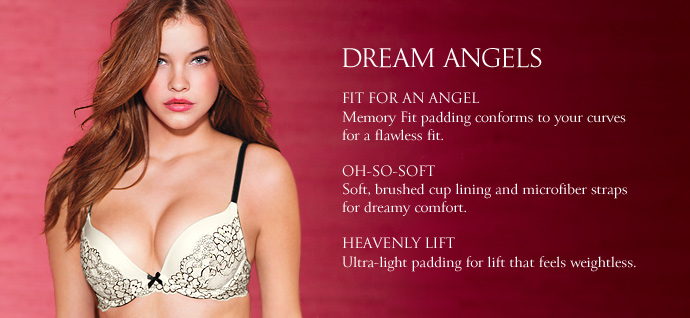 DREAM ANGELS
FIT FOR AN ANGEL
Memory Fit padding conforms to your curves
for a flawless fit.
OH-SO-SOFT
Soft, brushed cup lining and microfiber straps
for dreamy comfort.
HEAVENLY LIFT
Ultra-light padding for lift that feels weightless.